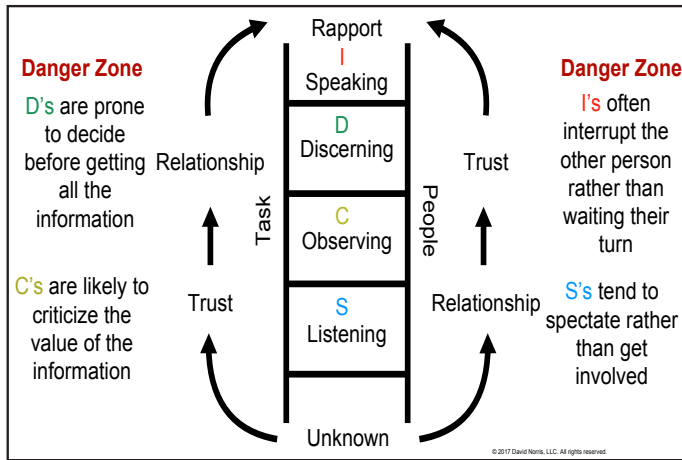 Danger Zone
D's are prone
to decide
before getting
all the
information
C's are likely to
criticize the
value of the
information
Relationship
Trust
Task
Rapport
I
Speaking
D
Discerning
C
Observing
S
Listening
Unknown
People
Trust
Relationship
Danger Zone
I's often
interrupt the
other person
rather than
waiting their
turn
S's tend to
spectate rather
than get
involved
© 2017 David Norris, LLC. All rights reserved.